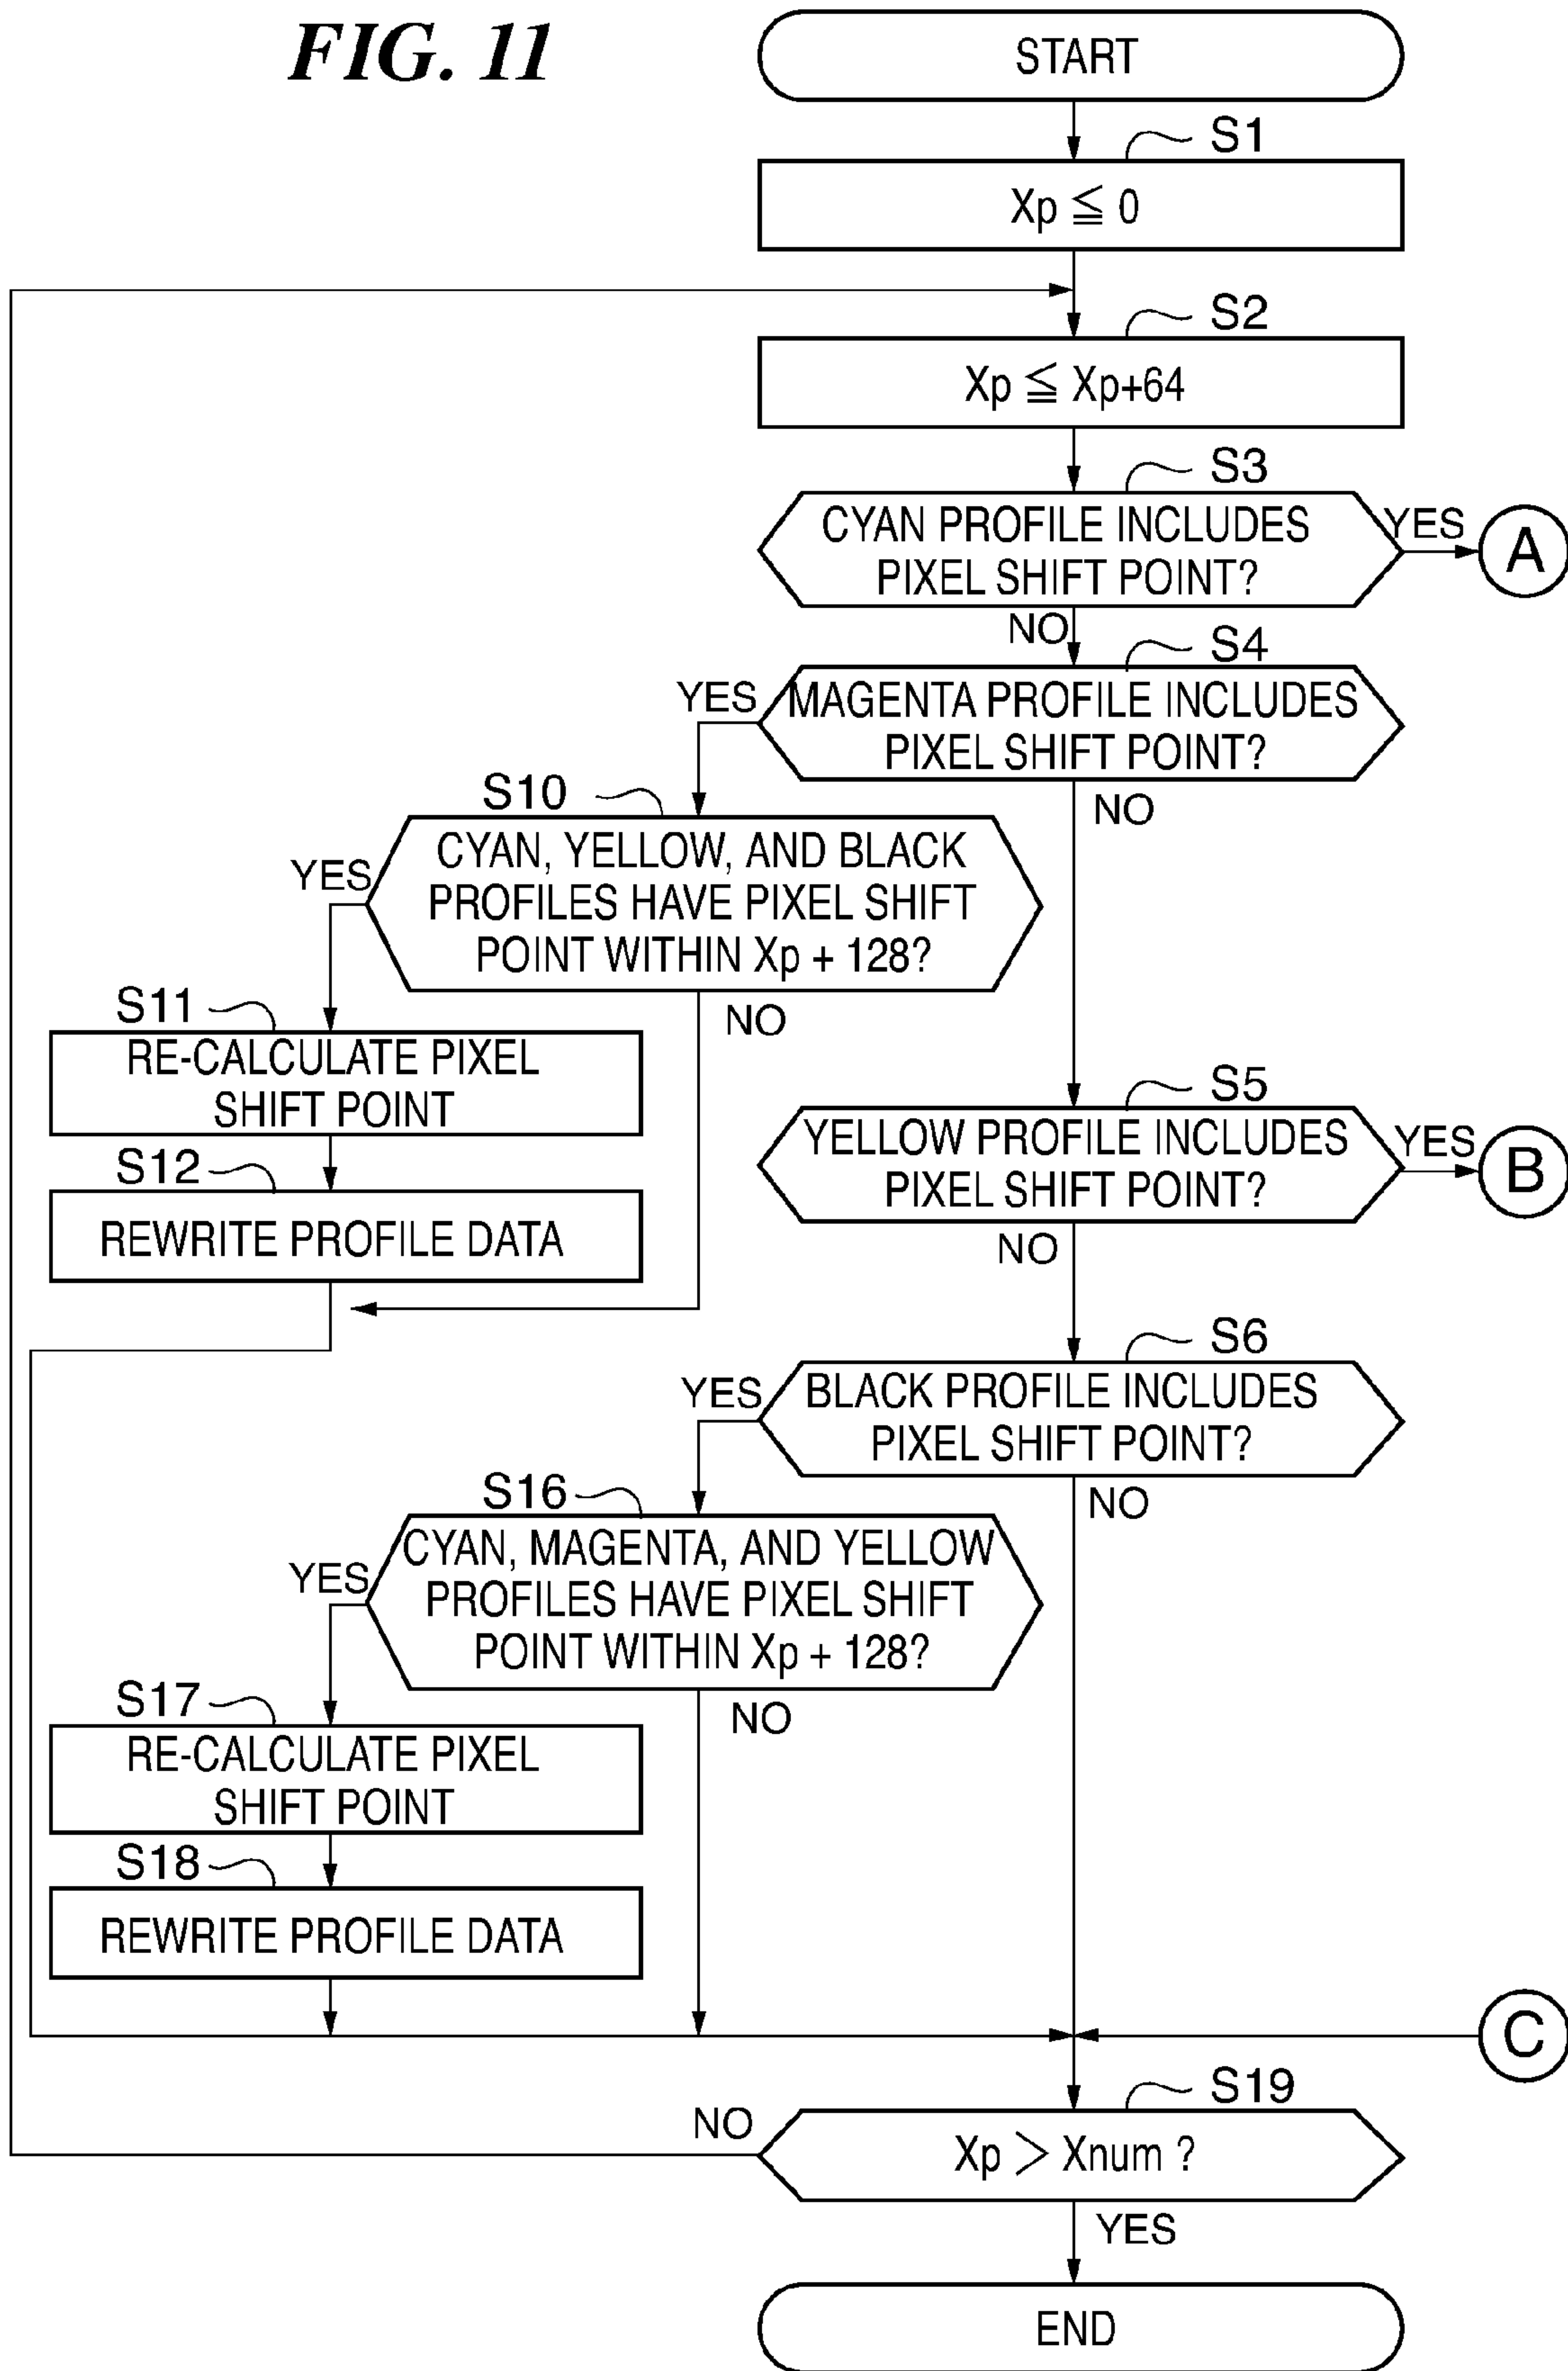 FIG. 11
START
S1
Xp ≦ 0
S2
Xp ≦ Xp+64
S3
CYAN PROFILE INCLUDES
PIXEL SHIFT POINT?
YES
A
NO
S4
MAGENTA PROFILE INCLUDES
PIXEL SHIFT POINT?
YES
NO
S10
CYAN, YELLOW, AND BLACK
PROFILES HAVE PIXEL SHIFT
POINT WITHIN Xp + 128?
YES
NO
S11
RE-CALCULATE PIXEL
SHIFT POINT
S12
REWRITE PROFILE DATA
S5
YELLOW PROFILE INCLUDES
PIXEL SHIFT POINT?
YES
B
NO
S6
BLACK PROFILE INCLUDES
PIXEL SHIFT POINT?
YES
NO
S16
CYAN, MAGENTA, AND YELLOW
PROFILES HAVE PIXEL SHIFT
POINT WITHIN Xp + 128?
YES
NO
S17
RE-CALCULATE PIXEL
SHIFT POINT
S18
REWRITE PROFILE DATA
C
S19
Xp > Xnum ?
NO
YES
END